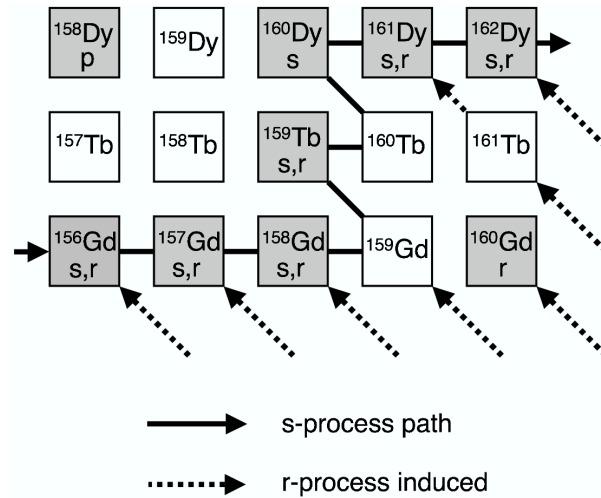 ¹⁵⁸Dy
p
¹⁵⁹Dy
¹⁶⁰Dy
s
¹⁶¹Dy
s,r
¹⁶²Dy
s,r
¹⁵⁷Tb
¹⁵⁸Tb
¹⁵⁹Tb
s,r
¹⁶⁰Tb
¹⁶¹Tb
¹⁵⁶Gd
s,r
¹⁵⁷Gd
s,r
¹⁵⁸Gd
s,r
¹⁵⁹Gd
¹⁶⁰Gd
r
s-process path
r-process induced